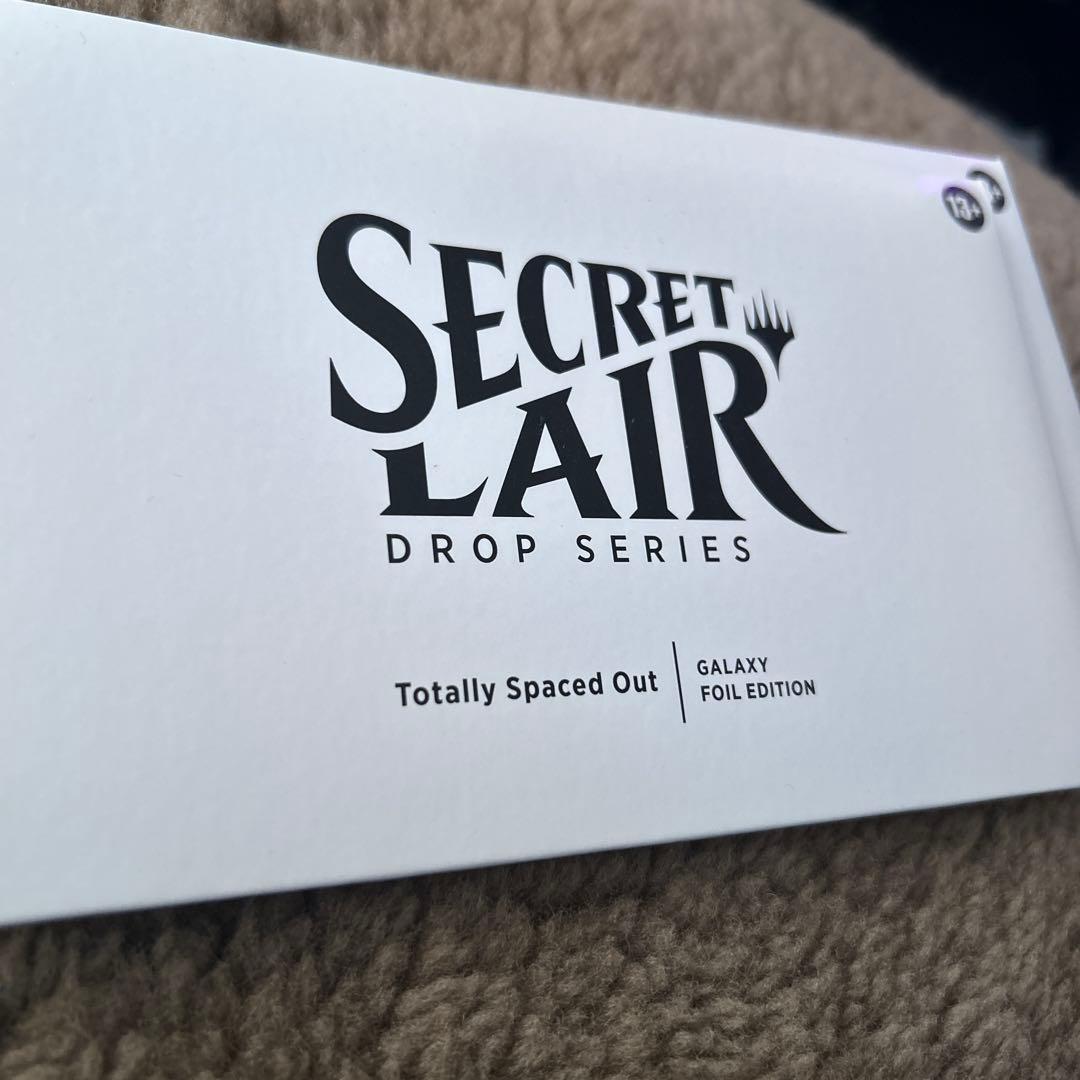 13+
SECRET
LAIR
DROP SERIES
Totally Spaced Out
GALAXY
FOIL EDITION